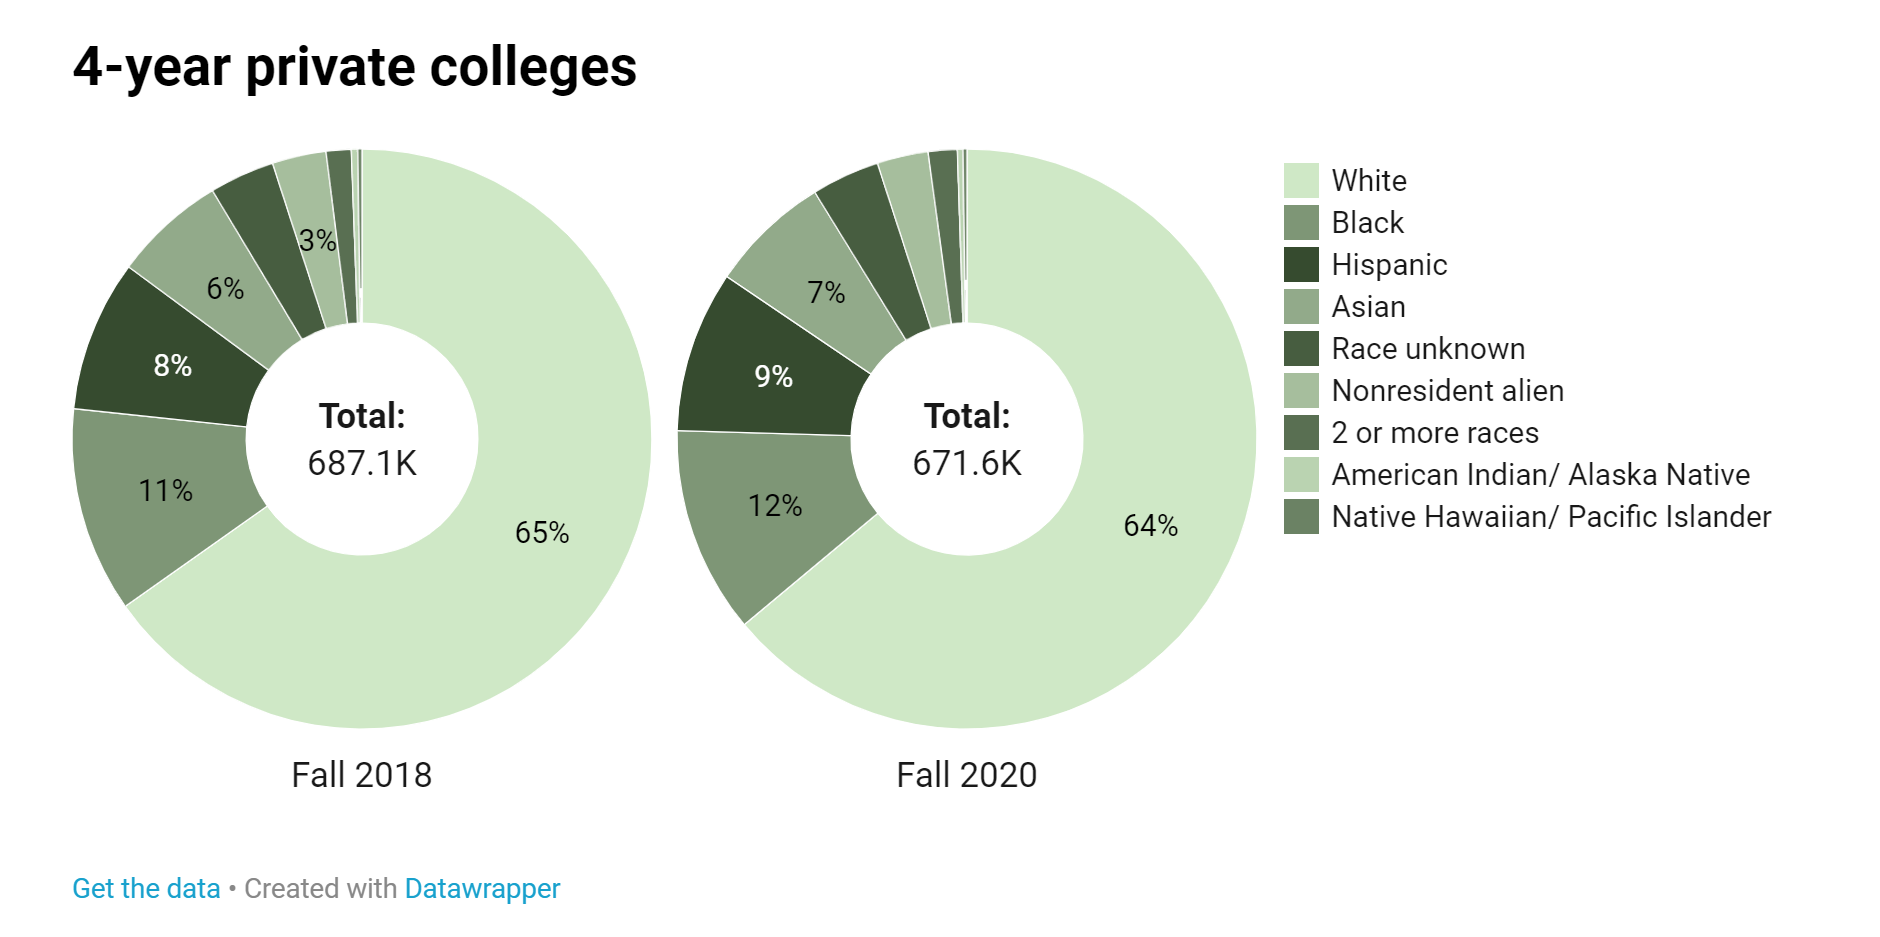 4-year private colleges
3%
6%
8%
11%
65%
Total:
687.1K
Fall 2018
7%
9%
12%
64%
Total:
671.6K
Fall 2020
White
Black
Hispanic
Asian
Race unknown
Nonresident alien
2 or more races
American Indian/ Alaska Native
Native Hawaiian/ Pacific Islander
Get the data • Created with Datawrapper